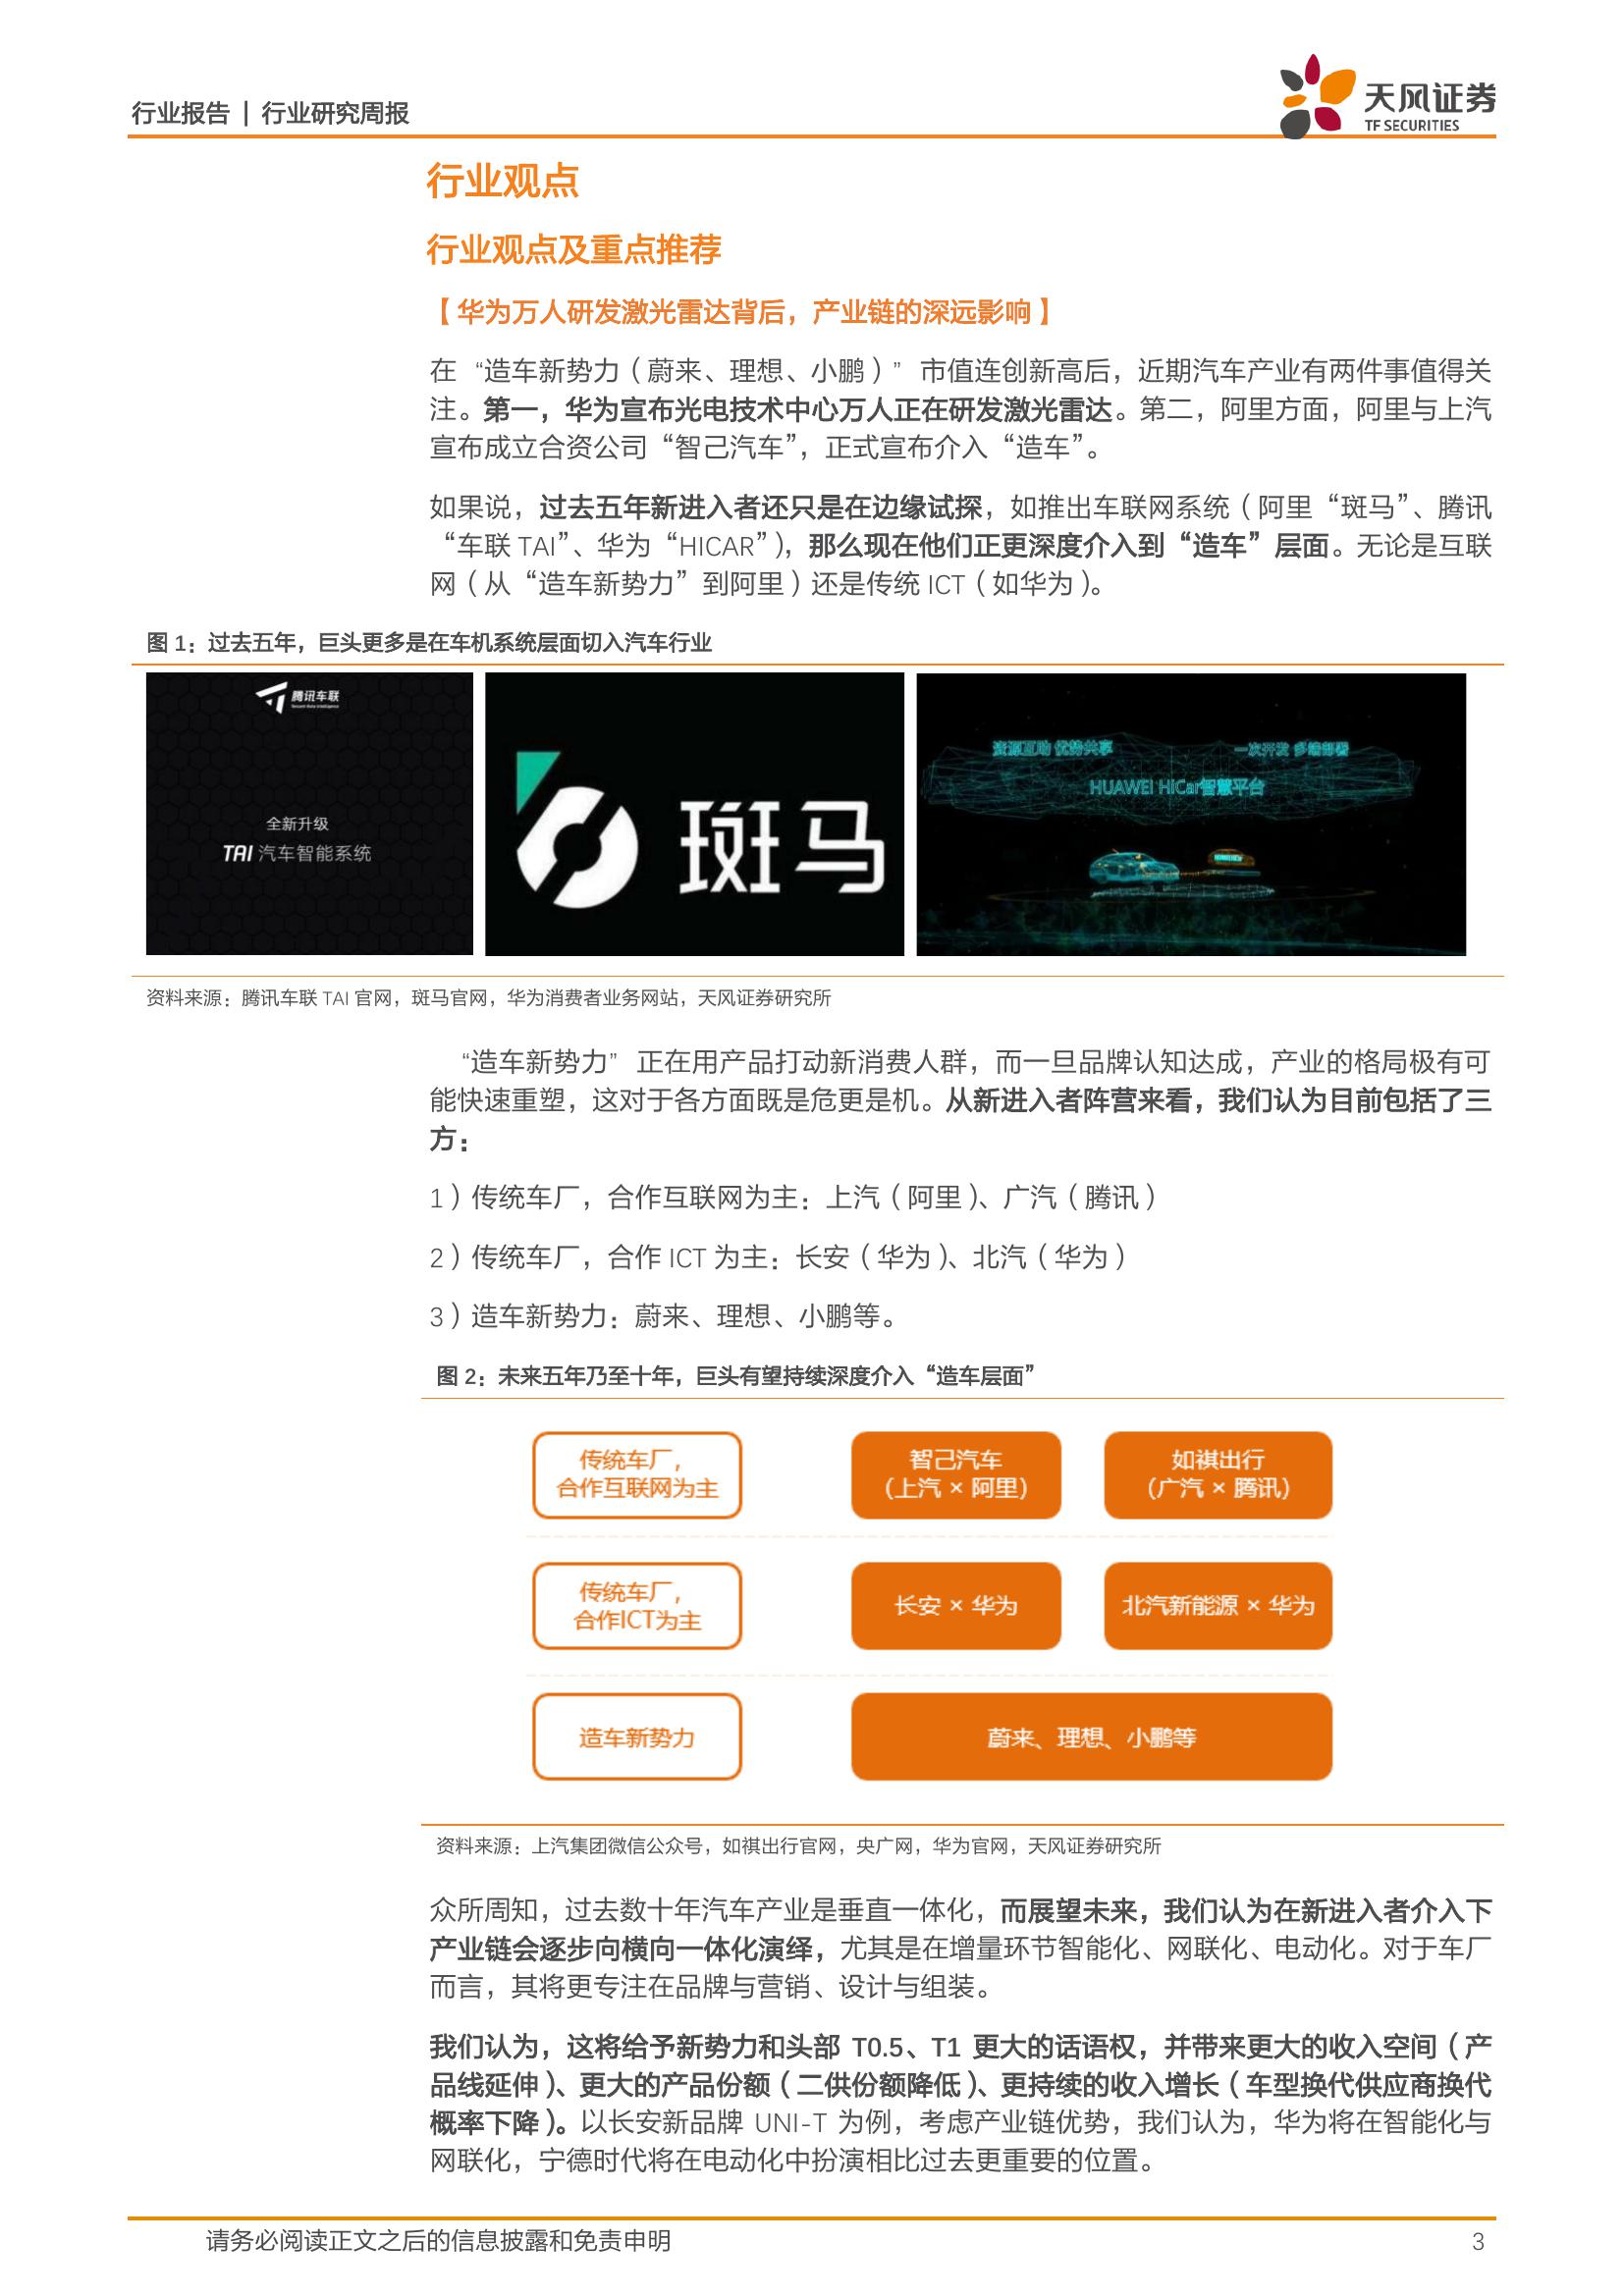 行业报告 | 行业研究周报
天风证券
TF SECURITIES
行业观点
行业观点及重点推荐
【华为万人研发激光雷达背后，产业链的深远影响】
在 “造车新势力（蔚来、理想、小鹏）” 市值连创新高后，近期汽车产业有两件事值得关
注。第一，华为宣布光电技术中心万人正在研发激光雷达。第二，阿里方面，阿里与上汽
宣布成立合资公司“智己汽车”，正式宣布介入“造车”。
如果说，过去五年新进入者还只是在边缘试探，如推出车联网系统（阿里“斑马”、腾讯
“车联 TAI”、华为“HICAR”），那么现在他们正更深度介入到“造车”层面。无论是互联
网（从“造车新势力”到阿里）还是传统 ICT（如华为）。
图 1：过去五年，巨头更多是在车机系统层面切入汽车行业
腾讯车联
全新升级
TAI 汽车智能系统
斑马
资源互助 优势共享
一次开发 多端部署
HUAWEI HiCar智慧平台
资料来源：腾讯车联 TAI 官网，斑马官网，华为消费者业务网站，天风证券研究所
“造车新势力” 正在用产品打动新消费人群，而一旦品牌认知达成，产业的格局极有可
能快速重塑，这对于各方面既是危更是机。从新进入者阵营来看，我们认为目前包括了三
方：
1）传统车厂，合作互联网为主：上汽（阿里）、广汽（腾讯）
2）传统车厂，合作 ICT 为主：长安（华为）、北汽（华为）
3）造车新势力：蔚来、理想、小鹏等。
图 2：未来五年乃至十年，巨头有望持续深度介入“造车层面”
传统车厂，
合作互联网为主
智己汽车
（上汽 × 阿里）
如祺出行
（广汽 × 腾讯）
传统车厂，
合作ICT为主
长安 × 华为
北汽新能源 × 华为
造车新势力
蔚来、理想、小鹏等
资料来源：上汽集团微信公众号，如祺出行官网，央广网，华为官网，天风证券研究所
众所周知，过去数十年汽车产业是垂直一体化，而展望未来，我们认为在新进入者介入下
产业链会逐步向横向一体化演绎，尤其是在增量环节智能化、网联化、电动化。对于车厂
而言，其将更专注在品牌与营销、设计与组装。
我们认为，这将给予新势力和头部 T0.5、T1 更大的话语权，并带来更大的收入空间（产
品线延伸）、更大的产品份额（二供份额降低）、更持续的收入增长（车型换代供应商换代
概率下降）。以长安新品牌 UNI-T 为例，考虑产业链优势，我们认为，华为将在智能化与
网联化，宁德时代将在电动化中扮演相比过去更重要的位置。
请务必阅读正文之后的信息披露和免责申明
3